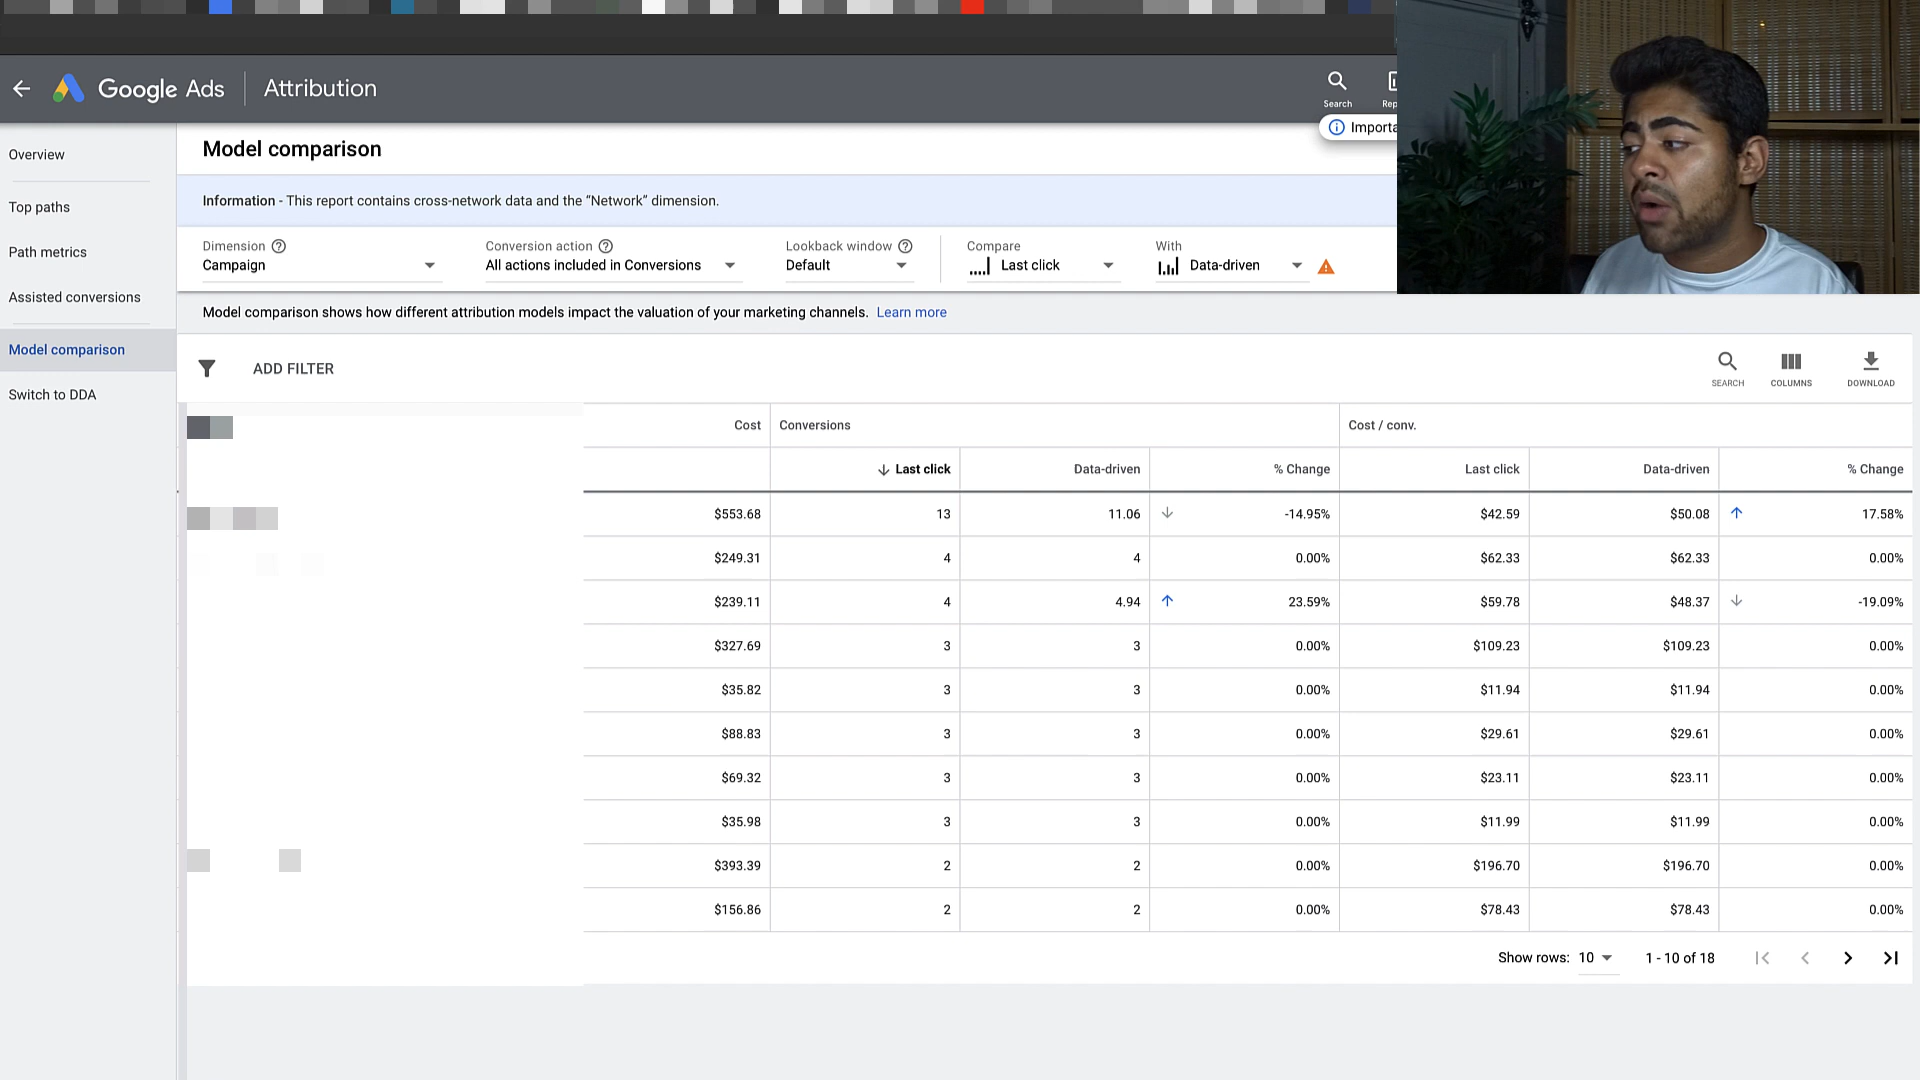 Google Ads
Attribution
Search
Overview
Top paths
Path metrics
Assisted conversions
Model comparison
Switch to DDA
Model comparison
Information - This report contains cross-network data and the “Network” dimension.
Dimension
Campaign
Conversion action
All actions included in Conversions
Lookback window
Default
Compare
Last click
With
Data-driven
Model comparison shows how different attribution models impact the valuation of your marketing channels. Learn more
ADD FILTER
SEARCH
COLUMNS
DOWNLOAD
Cost Conversions Cost / conv.
Last click Data-driven % Change Last click Data-driven % Change
$553.68 13 11.06 -14.95% $42.59 $50.08 17.58%
$249.31 4 4 0.00% $62.33 $62.33 0.00%
$239.11 4 4.94 23.59% $59.78 $48.37 -19.09%
$327.69 3 3 0.00% $109.23 $109.23 0.00%
$35.82 3 3 0.00% $11.94 $11.94 0.00%
$88.83 3 3 0.00% $29.61 $29.61 0.00%
$69.32 3 3 0.00% $23.11 $23.11 0.00%
$35.98 3 3 0.00% $11.99 $11.99 0.00%
$393.39 2 2 0.00% $196.70 $196.70 0.00%
$156.86 2 2 0.00% $78.43 $78.43 0.00%
Show rows: 10 1 - 10 of 18